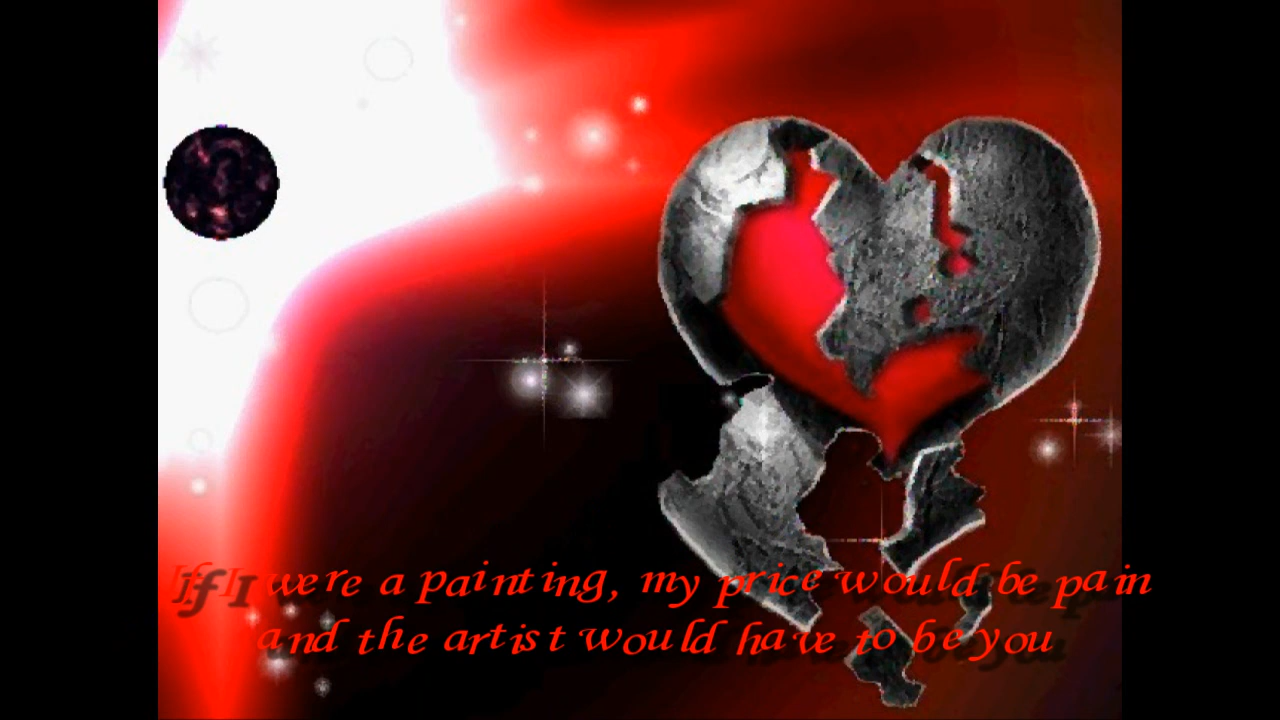 If I were a painting, my price would be pain
and the artist would have to be you